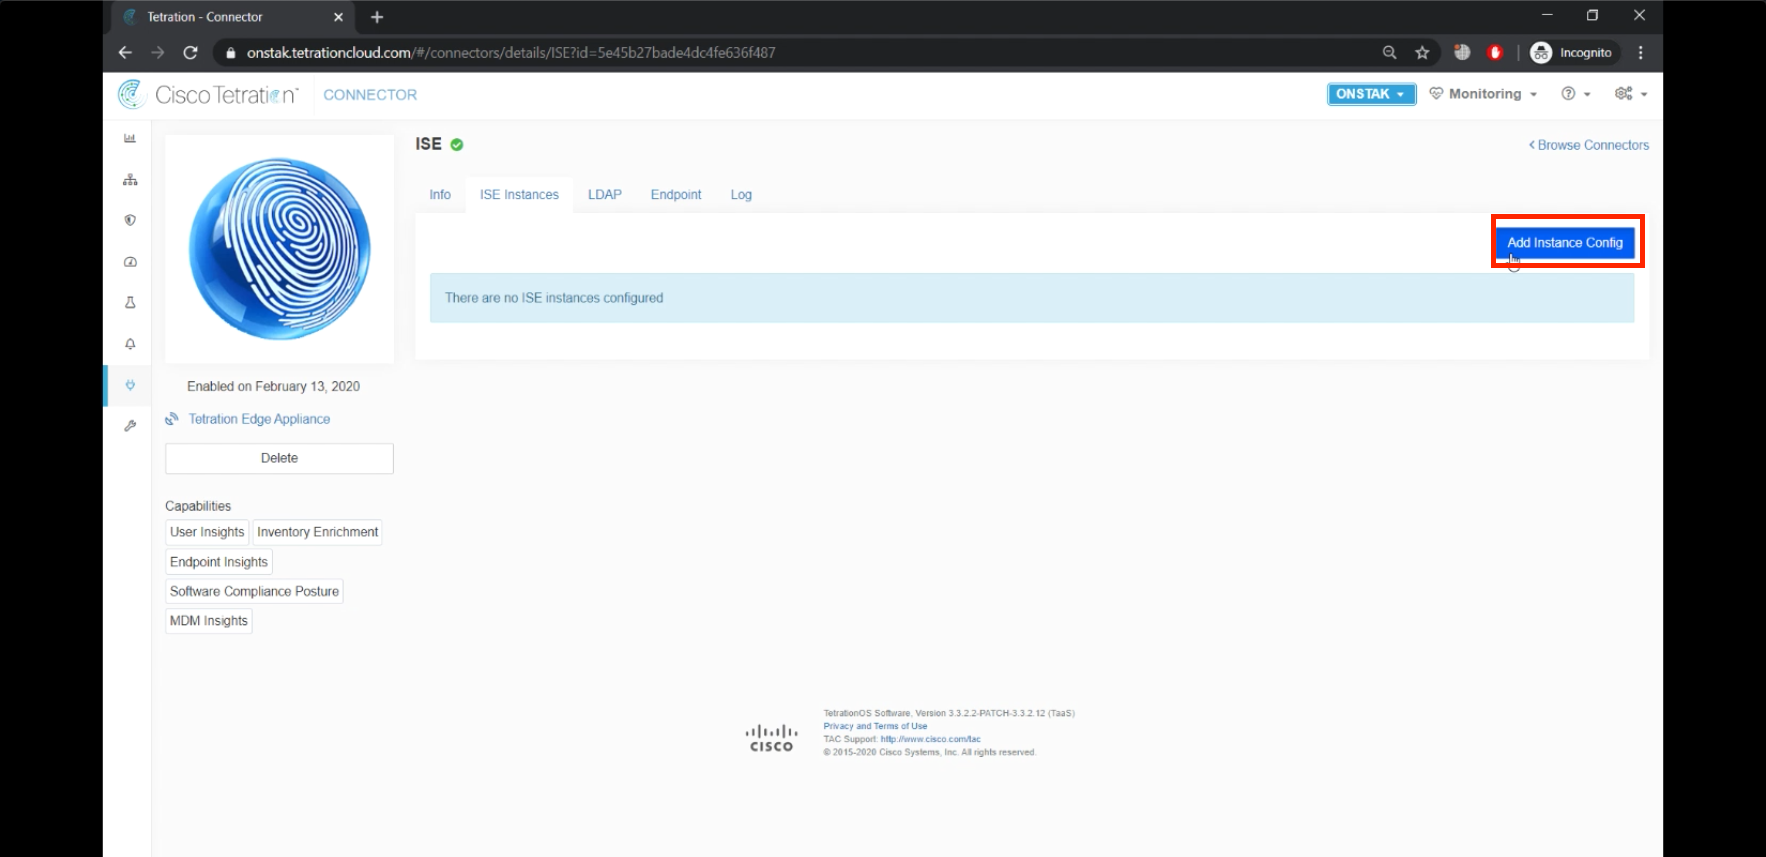 Tetration - Connector
onstak.tetrationcloud.com/#/connectors/details/ISE?id=5e45b27bade4dc4fe636f487
Incognito
Cisco Tetration™
CONNECTOR
ONSTAK
Monitoring
ISE
Browse Connectors
Info
ISE Instances
LDAP
Endpoint
Log
Add Instance Config
There are no ISE instances configured
Enabled on February 13, 2020
Tetration Edge Appliance
Delete
Capabilities
User Insights
Inventory Enrichment
Endpoint Insights
Software Compliance Posture
MDM Insights
CISCO
TetrationOS Software, Version 3.3.2.2-PATCH-3.3.2.12 (TaaS)
Privacy and Terms of Use
TAC Support: http://www.cisco.com/tac
© 2015-2020 Cisco Systems, Inc. All rights reserved.